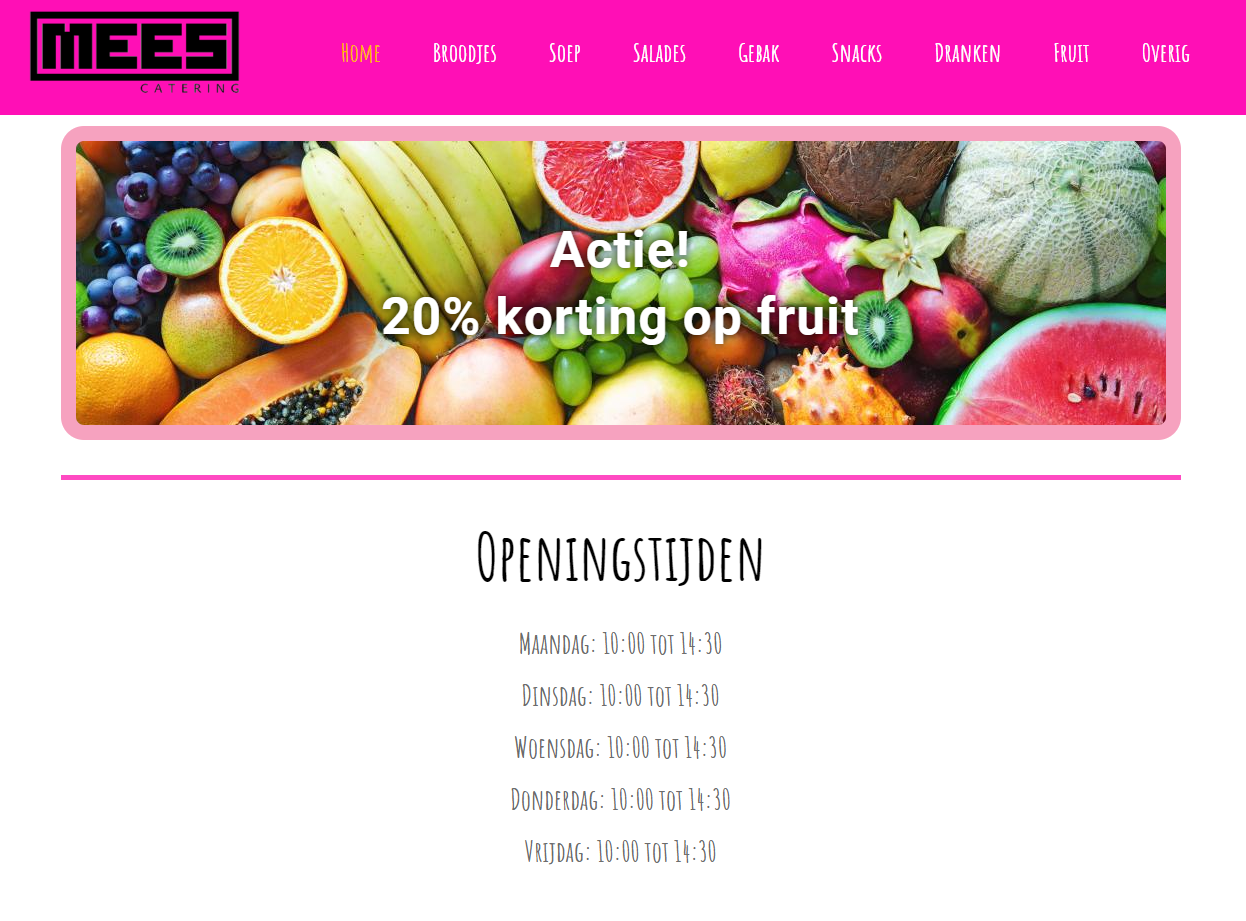 MEES
CATERING
Home Broodjes Soep Salades Gebak Snacks Dranken Fruit Overig
Actie!
20% korting op fruit
Openingstijden
Maandag: 10:00 tot 14:30
Dinsdag: 10:00 tot 14:30
Woensdag: 10:00 tot 14:30
Donderdag: 10:00 tot 14:30
Vrijdag: 10:00 tot 14:30